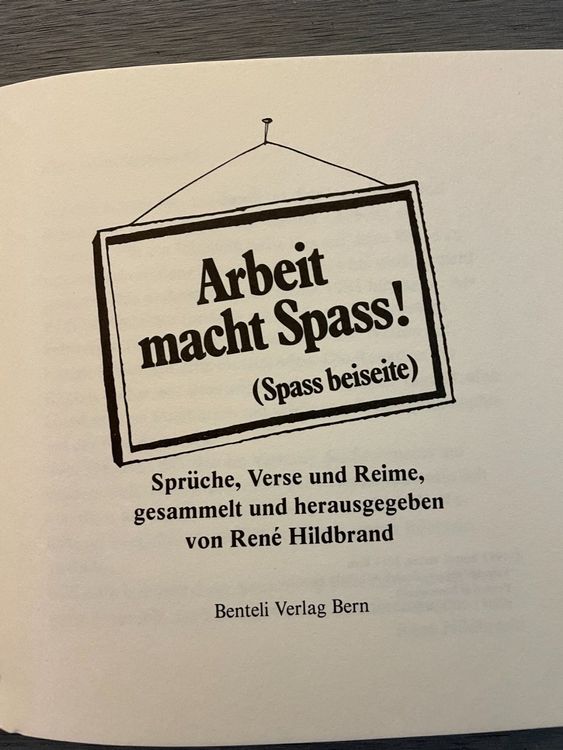 Arbeit
macht Spass!
(Spass beiseite)
Sprüche, Verse und Reime,
gesammelt und herausgegeben
von René Hildbrand
Benteli Verlag Bern